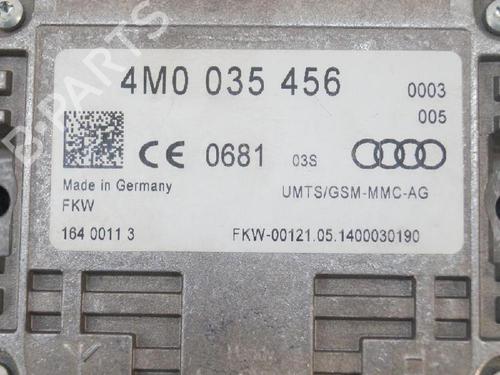 4M0 035 456
0003
005
CE 0681 03S
Made in Germany
UMTS/GSM-MMC-AG
FKW
164 0011 3
FKW-00121.05.1400030190
B-PARTS